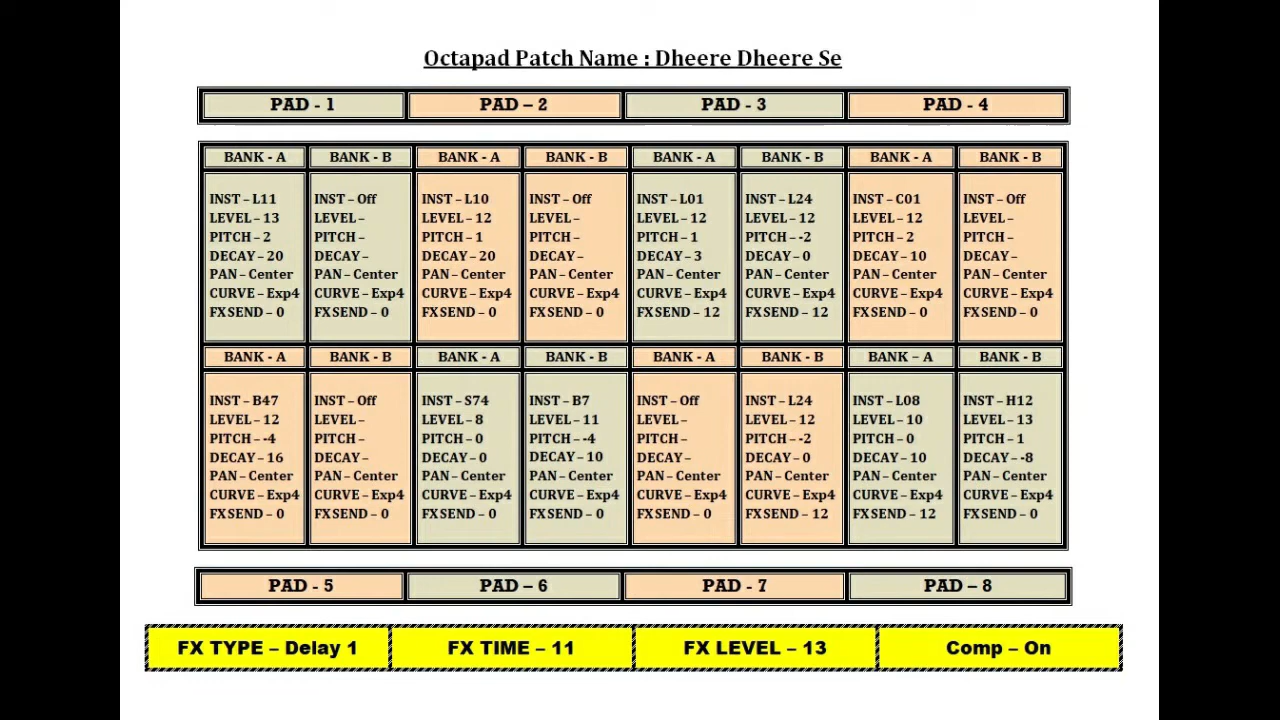 Octapad Patch Name : Dheere Dheere Se
PAD - 1 PAD – 2 PAD - 3 PAD - 4
BANK - A BANK - B BANK - A BANK - B BANK - A BANK - B BANK - A BANK - B
INST – L11 INST – Off INST – L10 INST – Off INST – L01 INST – L24 INST – C01 INST – Off
LEVEL – 13 LEVEL – LEVEL – 12 LEVEL – LEVEL – 12 LEVEL – 12 LEVEL – 12 LEVEL –
PITCH – 2 PITCH – PITCH – 1 PITCH – PITCH – 1 PITCH – -2 PITCH – 2 PITCH –
DECAY – 20 DECAY – DECAY – 20 DECAY – DECAY – 3 DECAY – 0 DECAY – 10 DECAY –
PAN – Center PAN – Center PAN – Center PAN – Center PAN – Center PAN – Center PAN – Center PAN – Center
CURVE – Exp4 CURVE – Exp4 CURVE – Exp4 CURVE – Exp4 CURVE – Exp4 CURVE – Exp4 CURVE – Exp4 CURVE – Exp4
FXSEND – 0 FXSEND – 0 FXSEND – 0 FXSEND – 0 FXSEND – 12 FXSEND – 12 FXSEND – 0 FXSEND – 0
BANK - A BANK - B BANK - A BANK - B BANK - A BANK - B BANK – A BANK - B
INST – B47 INST – Off INST – S74 INST – B7 INST – Off INST – L24 INST – L08 INST – H12
LEVEL – 12 LEVEL – LEVEL – 8 LEVEL – 11 LEVEL – LEVEL – 12 LEVEL – 10 LEVEL – 13
PITCH – -4 PITCH – PITCH – 0 PITCH – -4 PITCH – PITCH – -2 PITCH – 0 PITCH – 1
DECAY – 16 DECAY – DECAY – 0 DECAY – 10 DECAY – DECAY – 0 DECAY – 10 DECAY – -8
PAN – Center PAN – Center PAN – Center PAN – Center PAN – Center PAN – Center PAN – Center PAN – Center
CURVE – Exp4 CURVE – Exp4 CURVE – Exp4 CURVE – Exp4 CURVE – Exp4 CURVE – Exp4 CURVE – Exp4 CURVE – Exp4
FXSEND – 0 FXSEND – 0 FXSEND – 0 FXSEND – 0 FXSEND – 0 FXSEND – 12 FXSEND – 12 FXSEND – 0
PAD - 5 PAD – 6 PAD - 7 PAD – 8
FX TYPE – Delay 1 FX TIME – 11 FX LEVEL – 13 Comp – On